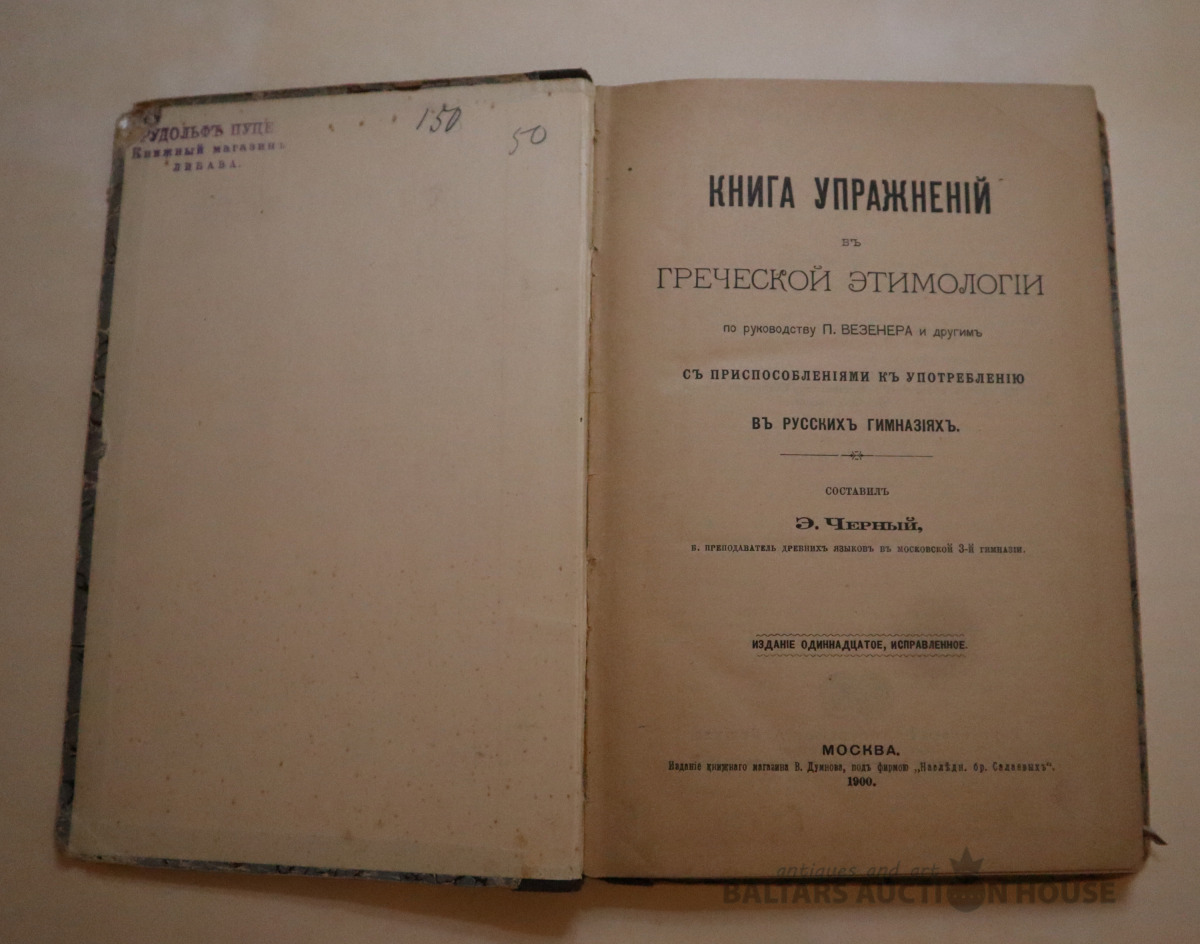 РУДОЛЬФЪ ПУЦЕ
Книжный магазинъ
ЛИБАВА.
150
50
КНИГА УПРАЖНЕНІЙ
ВЪ
ГРЕЧЕСКОЙ ЭТИМОЛОГІИ
по руководству П. ВЕЗЕНЕРА и другимъ
СЪ ПРИСПОСОБЛЕНІЯМИ КЪ УПОТРЕБЛЕНІЮ
ВЪ РУССКИХЪ ГИМНАЗІЯХЪ.
СОСТАВИЛЪ
Э. Черный,
Б. ПРЕПОДАВАТЕЛЬ ДРЕВНИХЪ ЯЗЫКОВЪ ВЪ МОСКОВСКОЙ 3-Й ГИМНАЗІИ.
ИЗДАНІЕ ОДИННАДЦАТОЕ, ИСПРАВЛЕННОЕ.
МОСКВА.
Изданіе книжнаго магазина В. Думнова, подъ фирмою „Наслѣдн. бр. Салаевыхъ“.
1900.
antiques and art
BALTARS AUCTION HOUSE